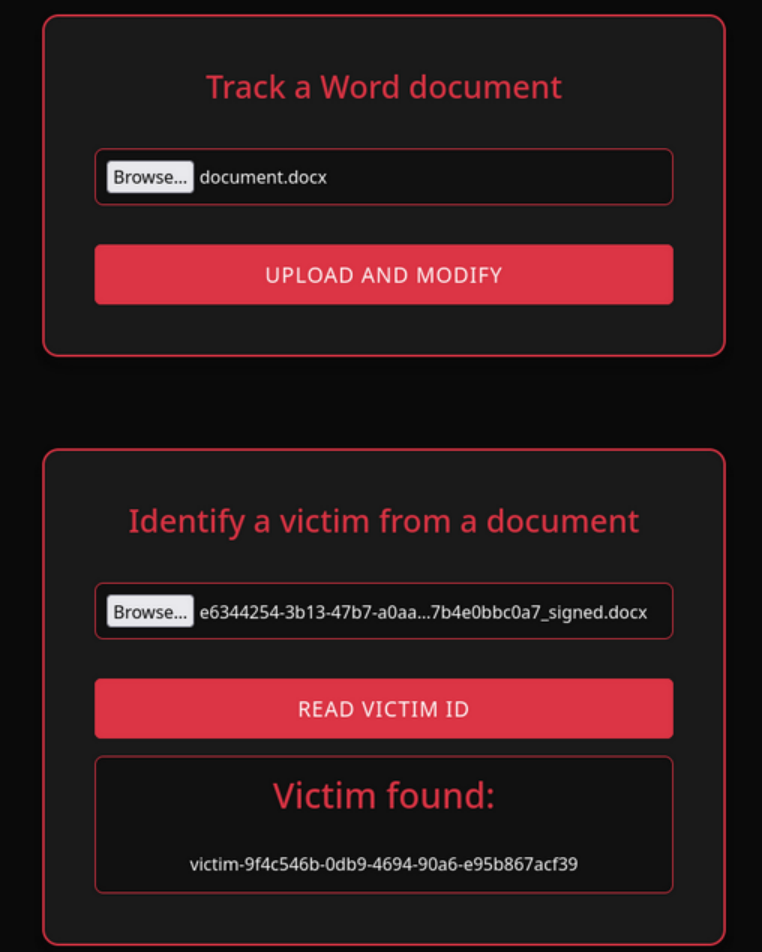 Track a Word document
Browse... document.docx
UPLOAD AND MODIFY
Identify a victim from a document
Browse... e6344254-3b13-47b7-a0aa...7b4e0bbc0a7_signed.docx
READ VICTIM ID
Victim found:
victim-9f4c546b-0db9-4694-90a6-e95b867acf39